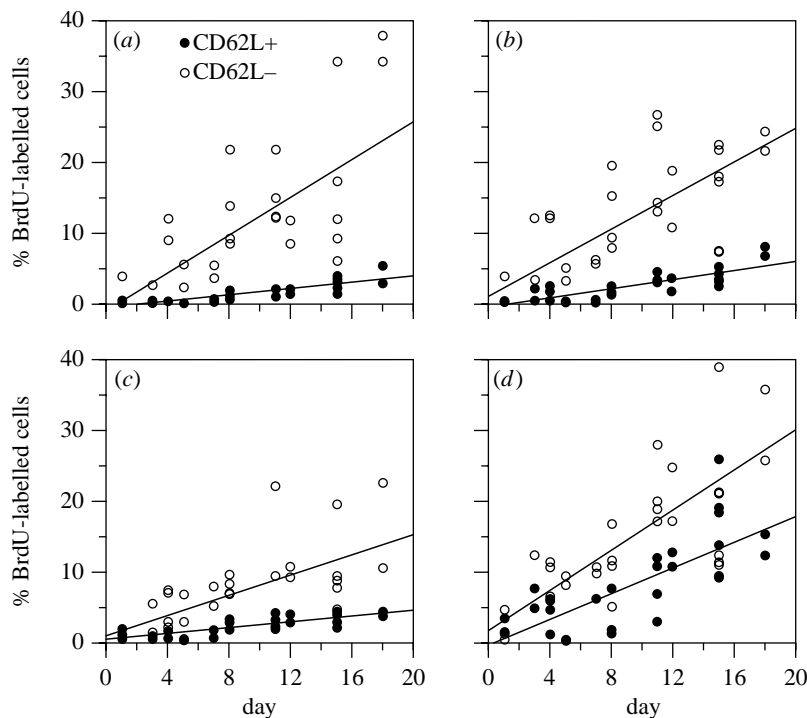 40
(a)
CD62L+
CD62L–
(b)
30
20
10
0
% BrdU-labelled cells
40
(c)
(d)
30
20
10
0
% BrdU-labelled cells
0 4 8 12 16 20
0 4 8 12 16 20
day
day